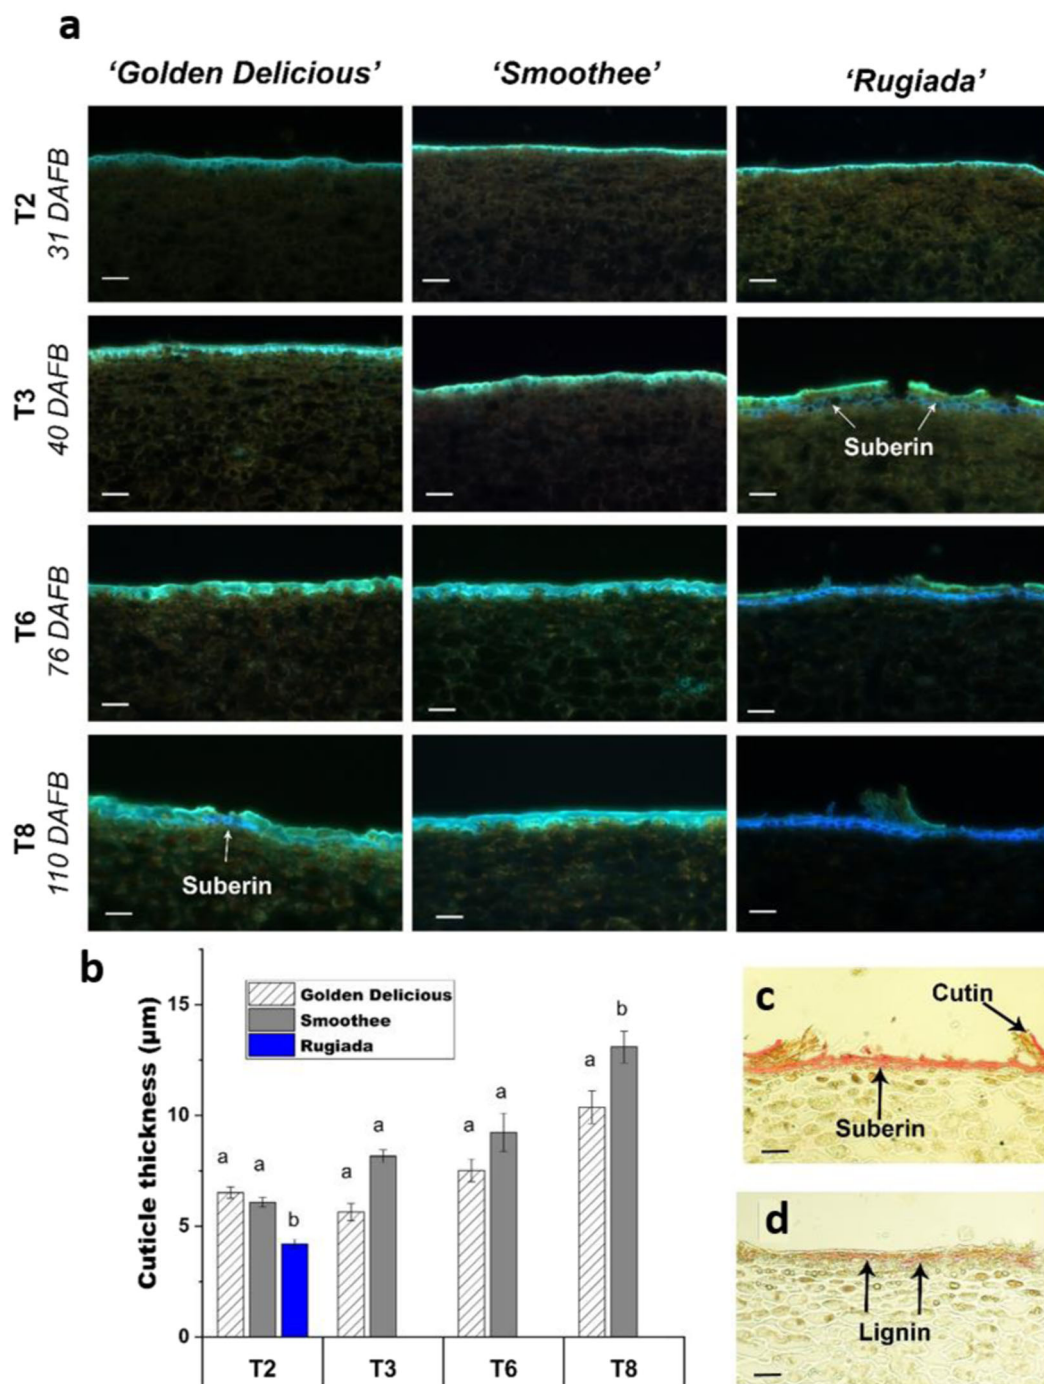 a
‘Golden Delicious’ ‘Smoothee’ ‘Rugiada’
T2
31 DAFB
T3
40 DAFB
Suberin
T6
76 DAFB
T8
110 DAFB
Suberin
b
Cuticle thickness (µm)
15
10
5
0
Golden Delicious
Smoothee
Rugiada
a a b
a a
a a
a b
T2 T3 T6 T8
c
Cutin
Suberin
d
Lignin